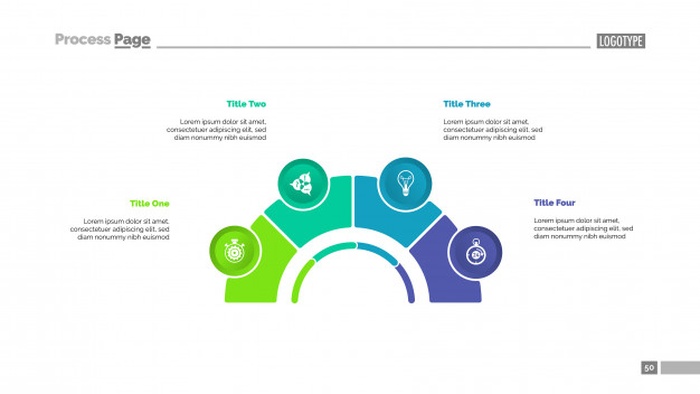 Process Page
LOGOTYPE
Title Two
Lorem ipsum dolor sit amet,
consectetuer adipiscing elit, sed
diam nonummy nibh euismod
Title Three
Lorem ipsum dolor sit amet,
consectetuer adipiscing elit, sed
diam nonummy nibh euismod
Title One
Lorem ipsum dolor sit amet,
consectetuer adipiscing elit, sed
diam nonummy nibh euismod
Title Four
Lorem ipsum dolor sit amet,
consectetuer adipiscing elit, sed
diam nonummy nibh euismod
24
50